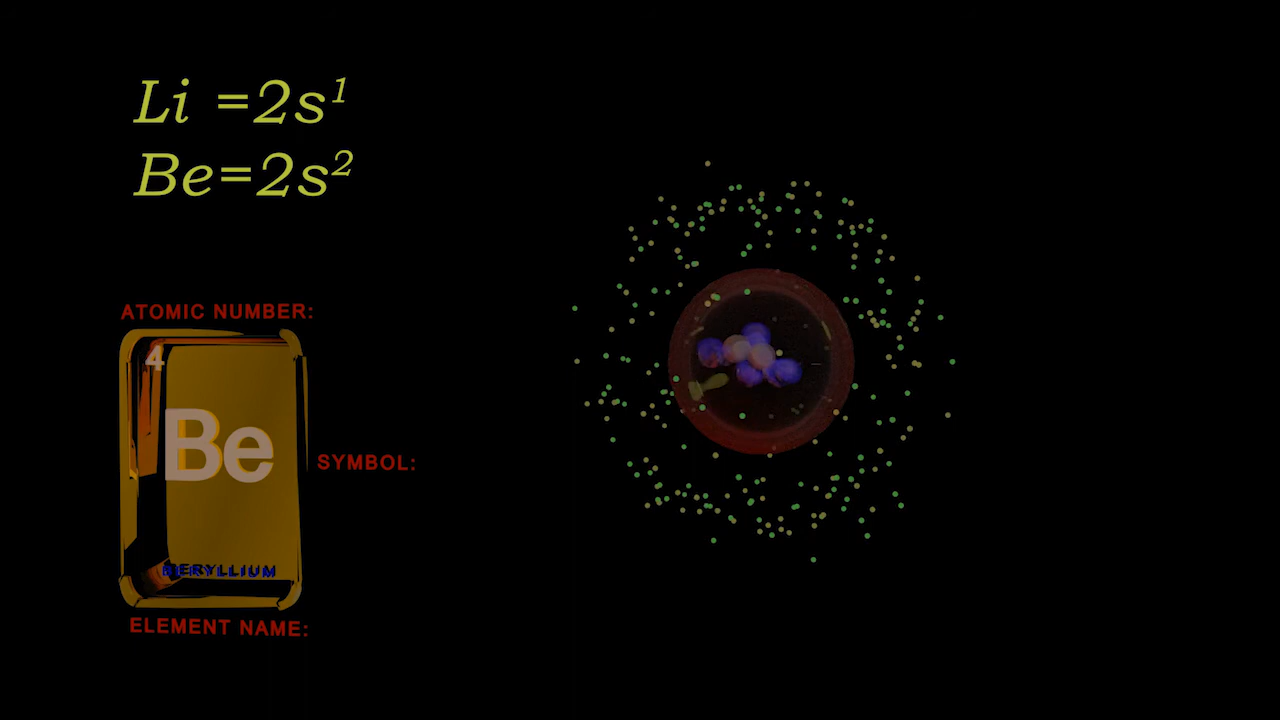 Li =2s¹
Be=2s²
ATOMIC NUMBER:
4
Be
SYMBOL:
BERYLLIUM
ELEMENT NAME: